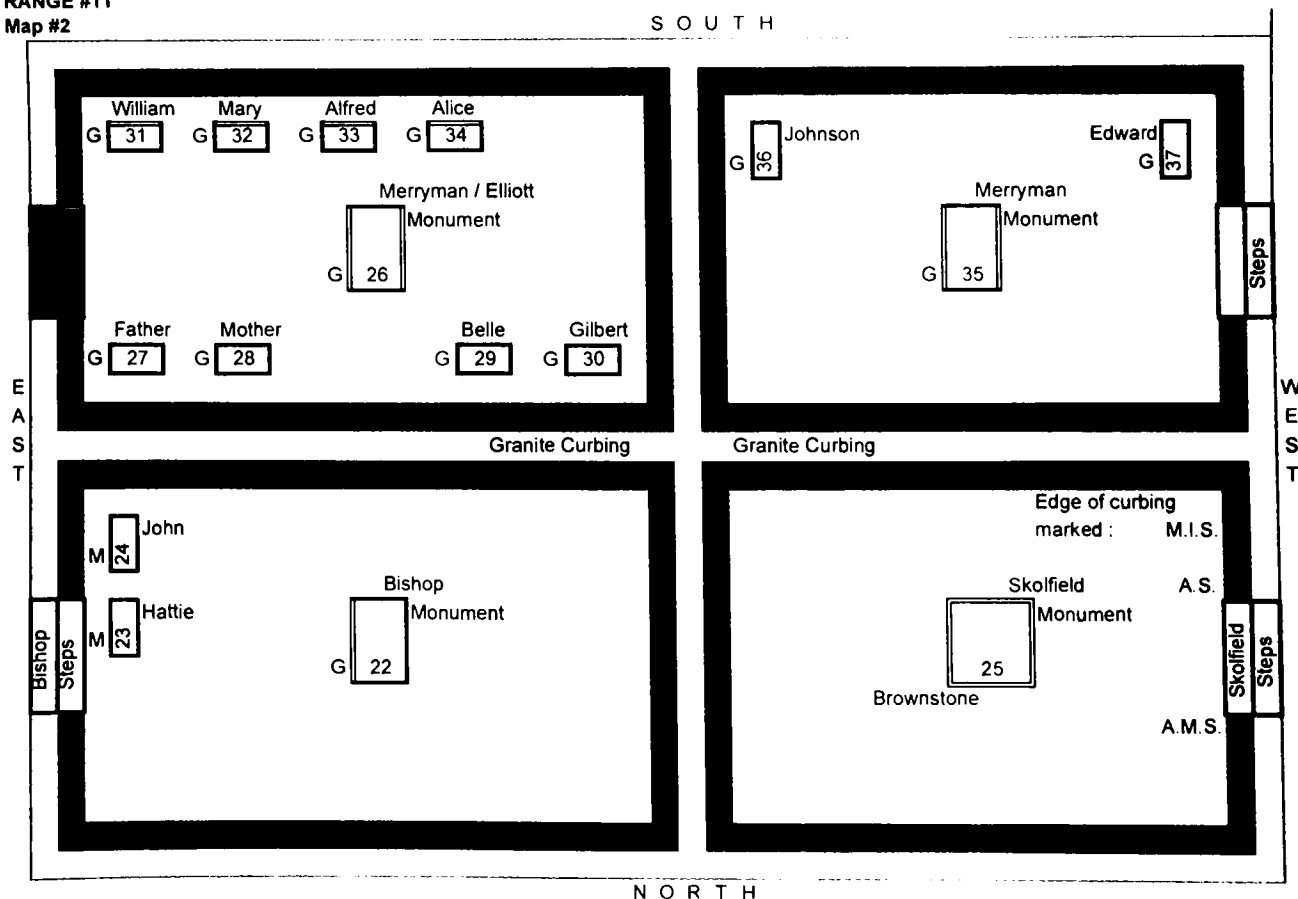 RANGE #11
Map #2
SOUTH
William Mary Alfred Alice
G 31 G 32 G 33 G 34
Merryman / Elliott
Monument
G 26
Father Mother Belle Gilbert
G 27 G 28 G 29 G 30
Johnson
G 36
Edward
G 37
Merryman
Monument
G 35
Steps
EAST
WEST
Granite Curbing Granite Curbing
John
M 24
Hattie
M 23
Bishop
Steps
Bishop
Monument
G 22
Edge of curbing
marked : M.I.S.
A.S.
Skolfield
Monument
25
Brownstone
Skolfield
Steps
A.M.S.
NORTH